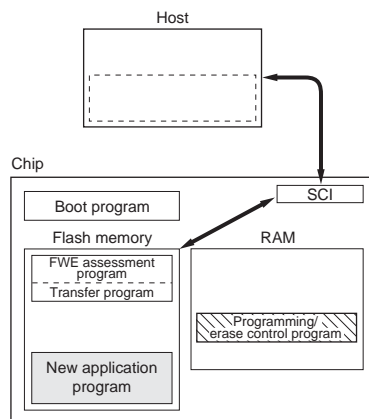 Host
Chip
SCI
Boot program
Flash memory
RAM
FWE assessment
program
Transfer program
Programming/
erase control program
New application
program